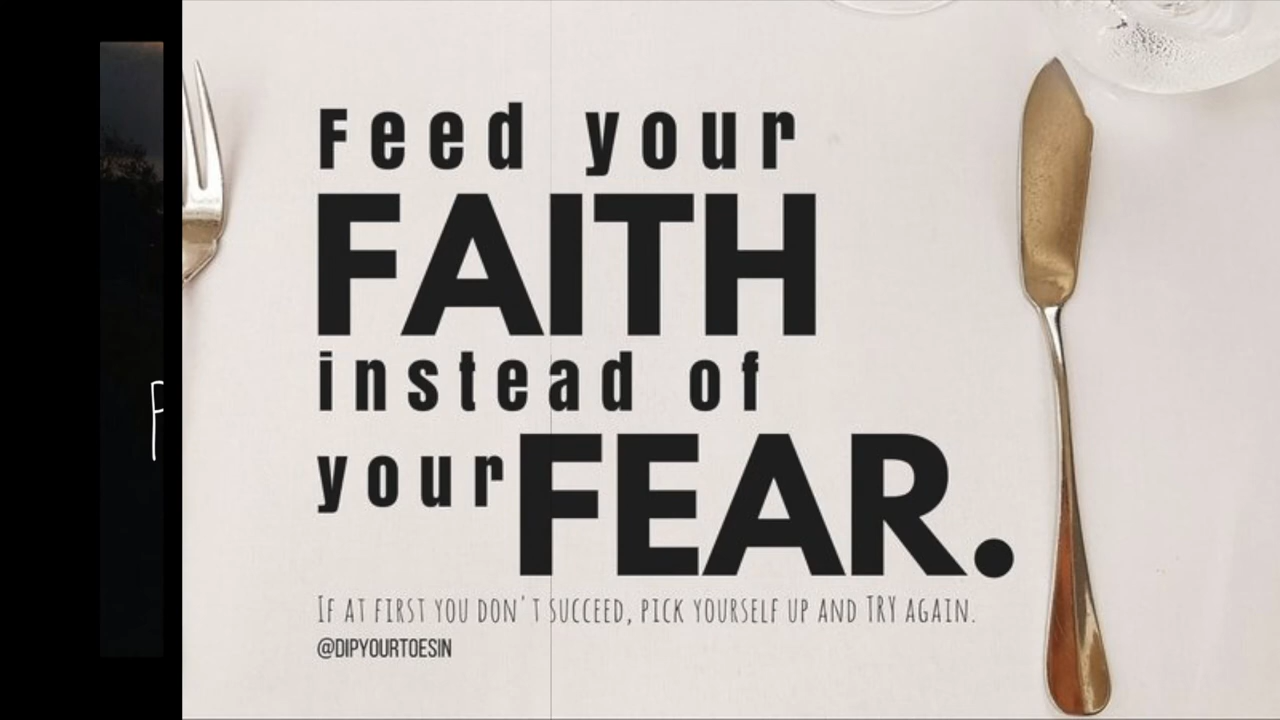 Feed your
FAITH
instead of
your FEAR.
IF AT FIRST YOU DON'T SUCCEED, PICK YOURSELF UP AND TRY AGAIN.
@DIPYOURTOESIN